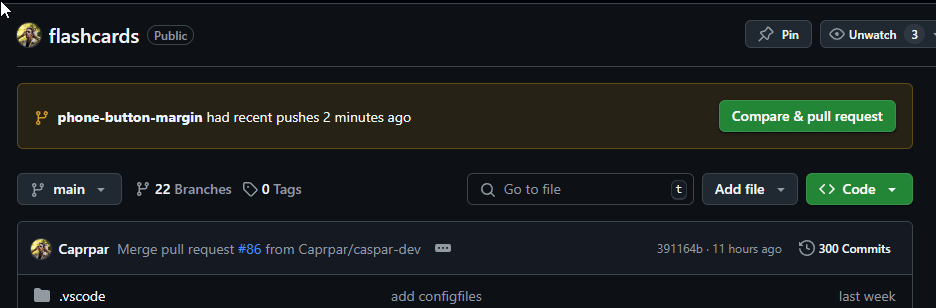 flashcards Public Pin Unwatch 3
phone-button-margin had recent pushes 2 minutes ago Compare & pull request
main 22 Branches 0 Tags Go to file t Add file Code
Caprpar Merge pull request #86 from Caprpar/caspar-dev 391164b · 11 hours ago 300 Commits
.vscode add configfiles last week